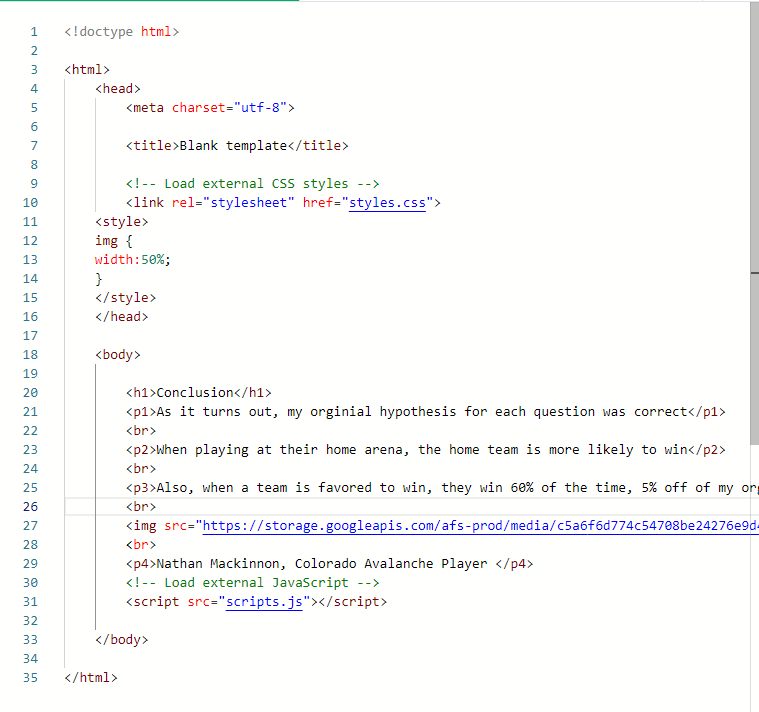 1 <!doctype html>
2
3 <html>
4 <head>
5 <meta charset="utf-8">
6
7 <title>Blank template</title>
8
9 <!-- Load external CSS styles -->
10 <link rel="stylesheet" href="styles.css">
11 <style>
12 img {
13 width:50%;
14 }
15 </style>
16 </head>
17
18 <body>
19
20 <h1>Conclusion</h1>
21 <p1>As it turns out, my orginial hypothesis for each question was correct</p1>
22 <br>
23 <p2>When playing at their home arena, the home team is more likely to win</p2>
24 <br>
25 <p3>Also, when a team is favored to win, they win 60% of the time, 5% off of my org
26 <br>
27 <img src="https://storage.googleapis.com/afs-prod/media/c5a6f6d774c54708be24276e9d4
28 <br>
29 <p4>Nathan Mackinnon, Colorado Avalanche Player </p4>
30 <!-- Load external JavaScript -->
31 <script src="scripts.js"></script>
32
33 </body>
34
35 </html>